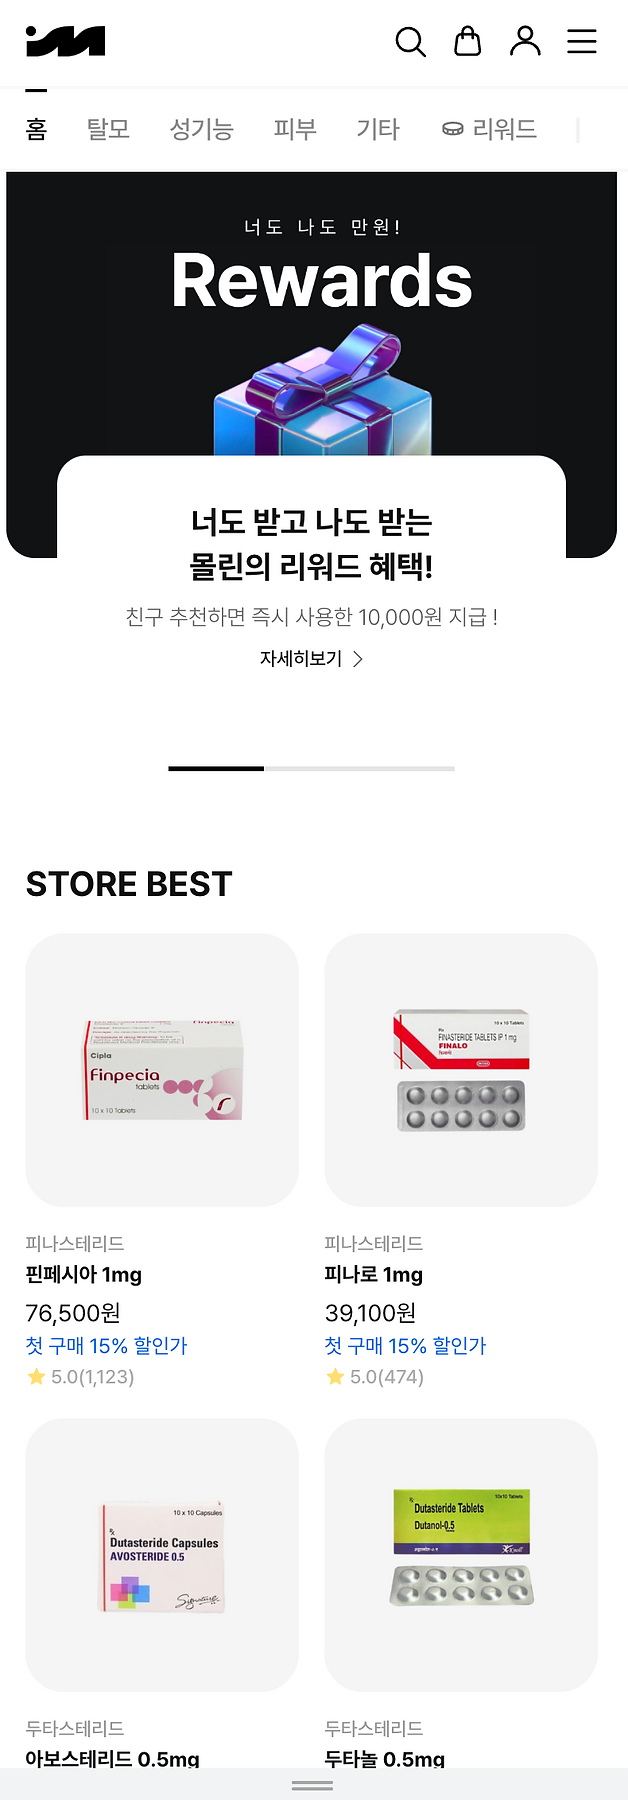 홈 탈모 성기능 피부 기타 리워드
너도 나도 만원!
Rewards
너도 받고 나도 받는
몰린의 리워드 혜택!
친구 추천하면 즉시 사용한 10,000원 지급 !
자세히보기
STORE BEST
Finpecia
Cipla
Finpecia
tablets
10 x 10 Tablets
10 x 10 Tablets
FINASTERIDE TABLETS IP 1 mg
FINALO
피나스테리드
핀페시아 1mg
76,500원
첫 구매 15% 할인가
5.0(1,123)
피나스테리드
피나로 1mg
39,100원
첫 구매 15% 할인가
5.0(474)
10 x 10 Capsules
Dutasteride Capsules
AVOSTERIDE 0.5
Signature
10x10 Tablets
Dutasteride Tablets
Dutanol-0.5
두타스테리드
아보스테리드 0.5mg
두타스테리드
두타놀 0.5mg